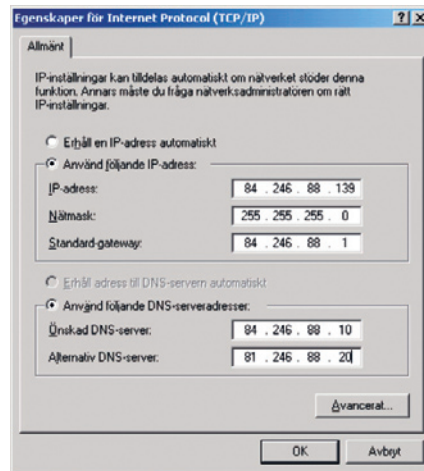 Egenskaper för Internet Protocol (TCP/IP)
Allmänt
IP-inställningar kan tilldelas automatiskt om nätverket stöder denna
funktion. Annars måste du fråga nätverksadministratören om rätt
IP-inställningar.
Erhåll en IP-adress automatiskt
Använd följande IP-adress:
IP-adress: 84 . 246 . 88 . 139
Nätmask: 255 . 255 . 255 . 0
Standard-gateway: 84 . 246 . 88 . 1
Erhåll adress till DNS-servern automatiskt
Använd följande DNS-serveradresser:
Önskad DNS-server: 84 . 246 . 88 . 10
Alternativ DNS-server: 81 . 246 . 88 . 20
Avancerat...
OK Avbryt